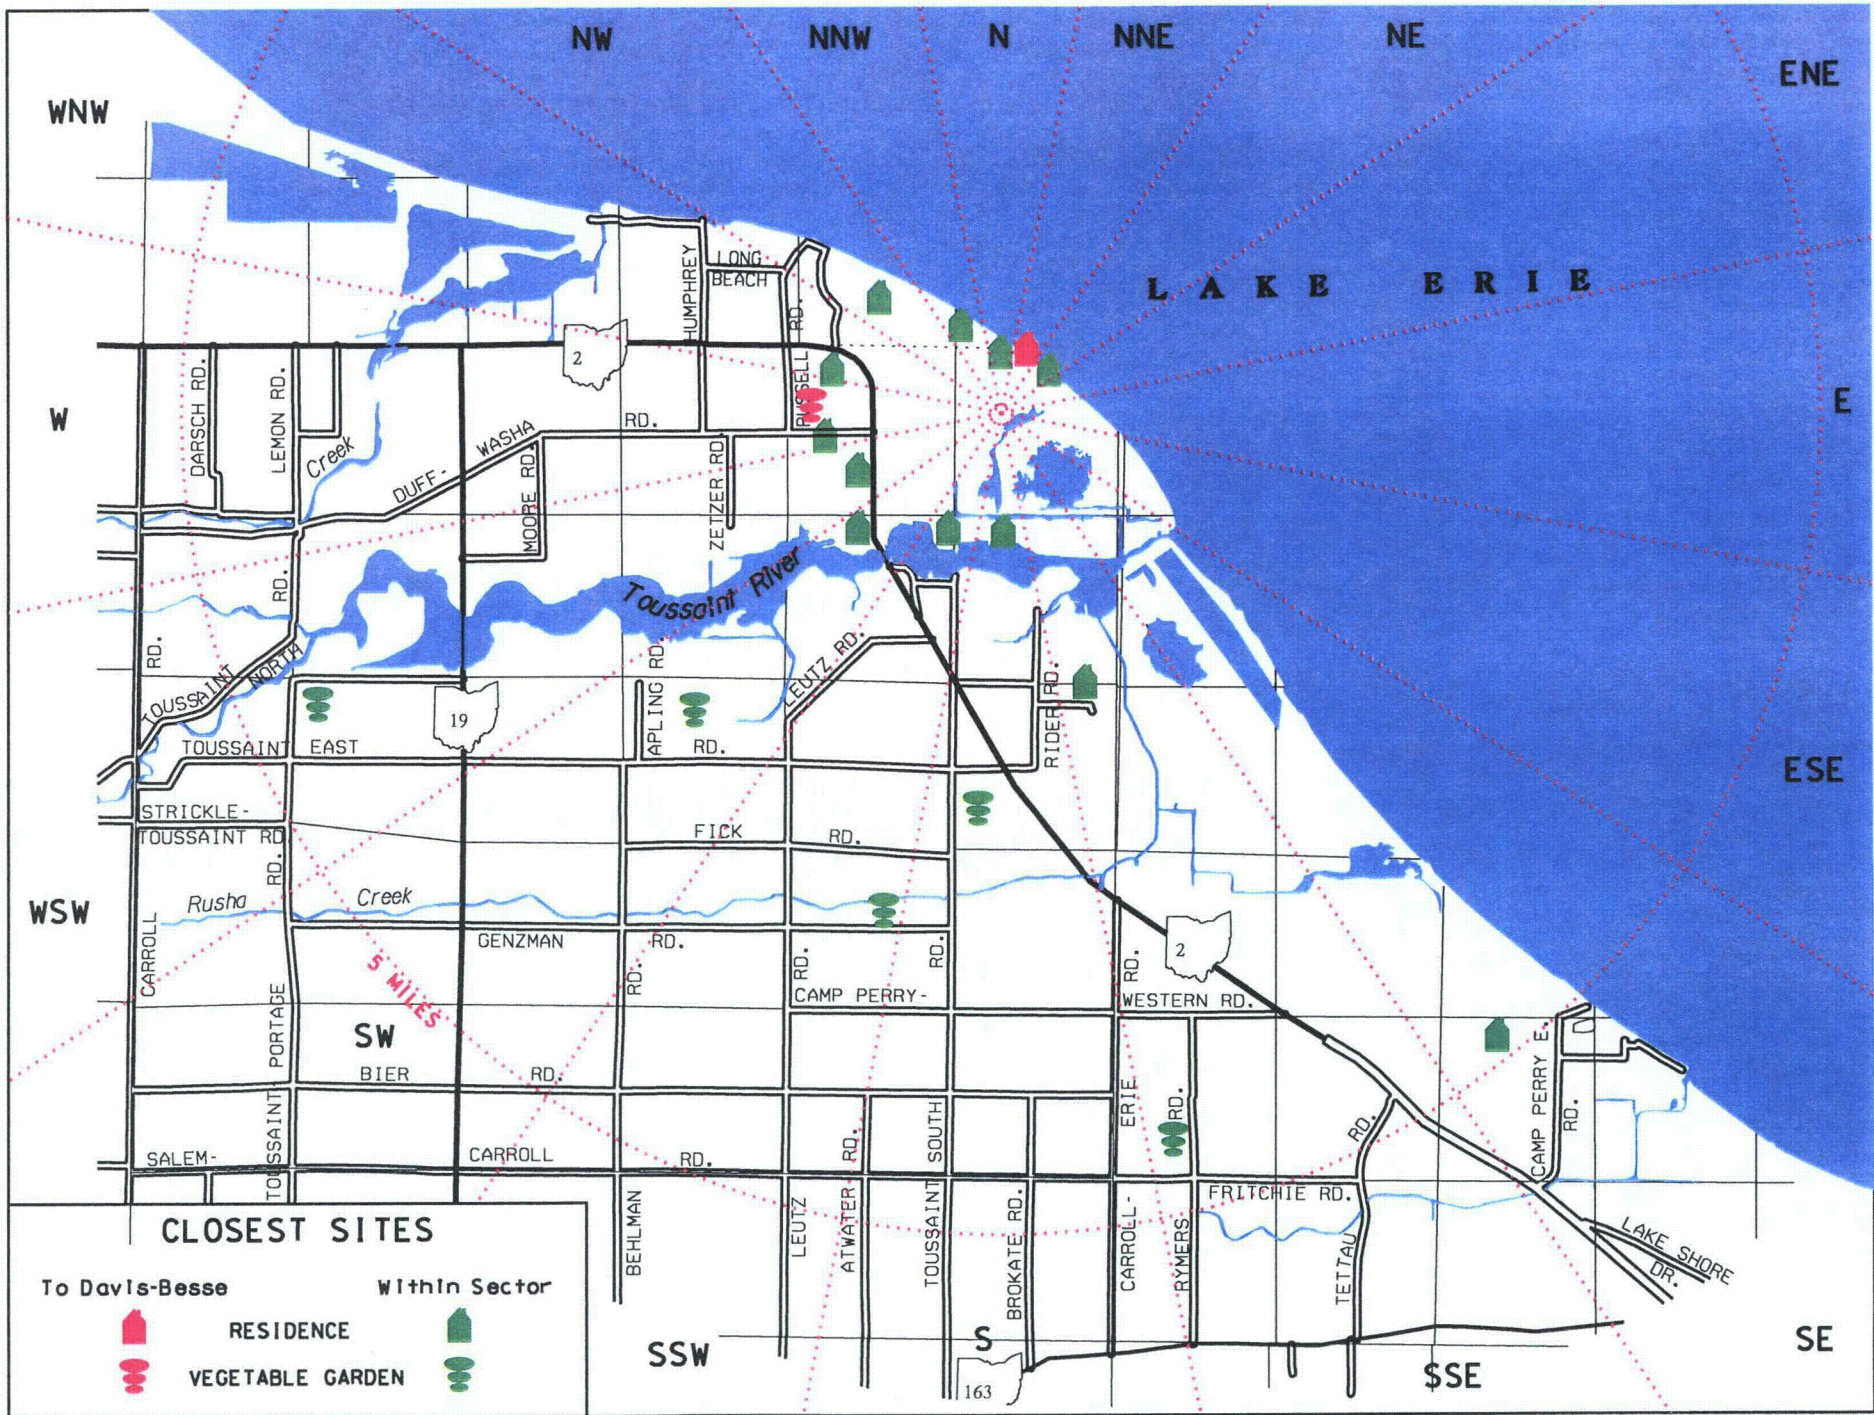 NW NNW N NNE NE
ENE
WNW
LAKE ERIE
HUMPHREY
LONG
BEACH
RD.
2
DARSCH RD.
LEMON RD.
RUSSELL
W
E
Creek
DUFF-
WASHA
RD.
MOORE RD.
ZETZER RD.
Toussaint River
RD.
RD.
TOUSSAINT
NORTH
LEUTZ RD.
APLING RD.
RIDER RD.
19
TOUSSAINT EAST RD.
ESE
STRICKLE-
TOUSSAINT RD.
FICK RD.
RD.
Rusha Creek
WSW
CARROLL
GENZMAN RD.
5 MILES
RD.
RD.
RD.
RD.
2
CAMP PERRY-
WESTERN RD.
SW
TOUSSAINT PORTAGE
BIER RD.
CAMP PERRY E.
RD.
ERIE
RD.
RD.
SALEM-
CARROLL RD.
RD.
SOUTH
FRITCHIE RD.
BEHLMAN
LEUTZ
ATWATER
TOUSSAINT
BROKATE RD.
CARROLL-
RYMERS
TETTAU
LAKE SHORE
DR.
SSW
S
163
SSE
SE
CLOSEST SITES
To Davis-Besse Within Sector
RESIDENCE
VEGETABLE GARDEN